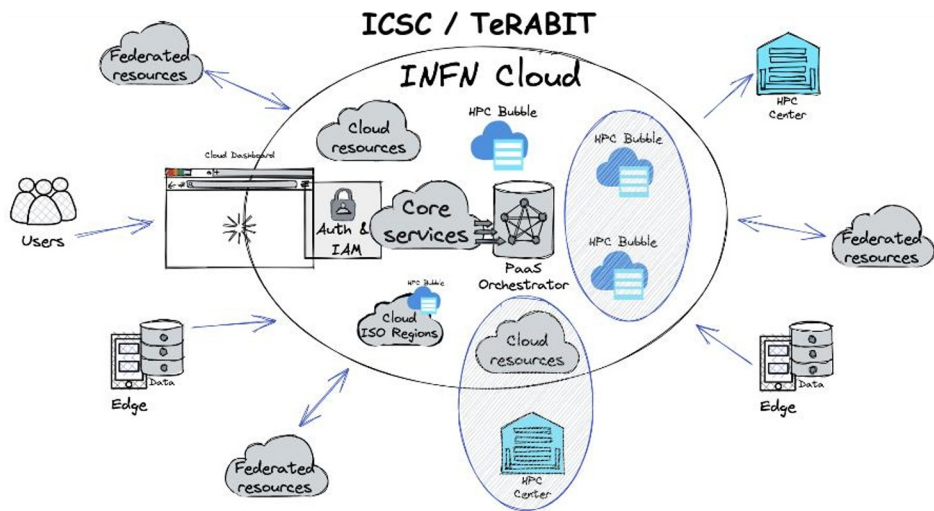 ICSC / TeRABIT
INFN Cloud
Federated
resources
Cloud
resources
HPC Bubble
HPC Bubble
HPC
Center
Cloud Dashboard
Users
Auth &
IAM
Core
services
PaaS
Orchestrator
HPC Bubble
Federated
resources
HPC Bubble
Cloud
ISO Regions
Cloud
resources
Data
Edge
Data
Edge
Federated
resources
HPC
Center